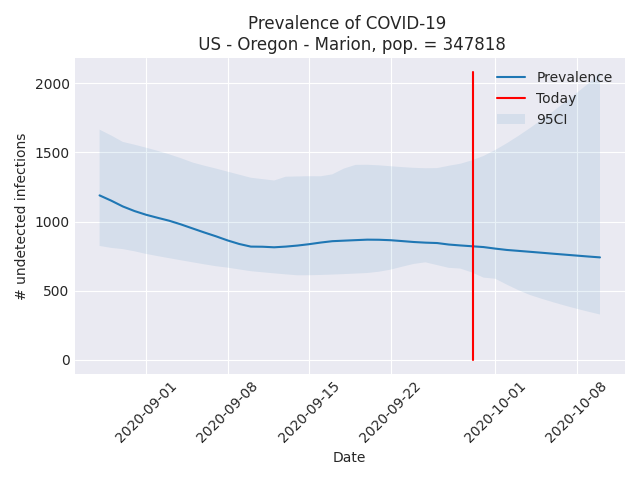 Prevalence of COVID-19
US - Oregon - Marion, pop. = 347818
Prevalence
Today
95CI
# undetected infections
2000
1500
1000
500
0
2020-09-01
2020-09-08
2020-09-15
2020-09-22
2020-10-01
2020-10-08
Date